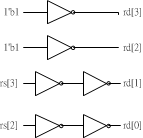 1'b1 rd[3]
1'b1 rd[2]
rs[3] rd[1]
rs[2] rd[0]